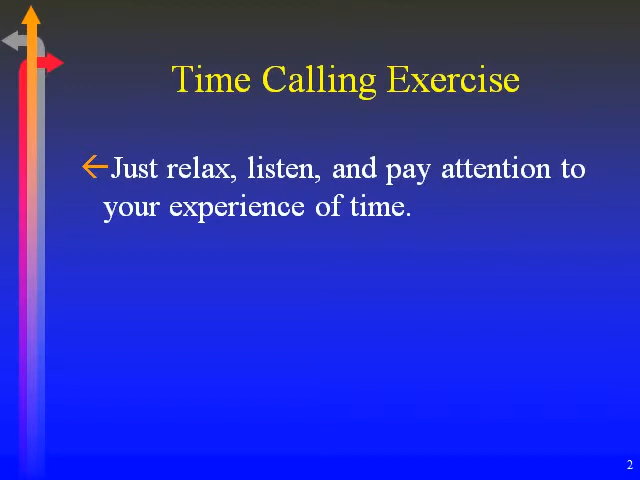 Time Calling Exercise
Just relax, listen, and pay attention to
your experience of time.
2